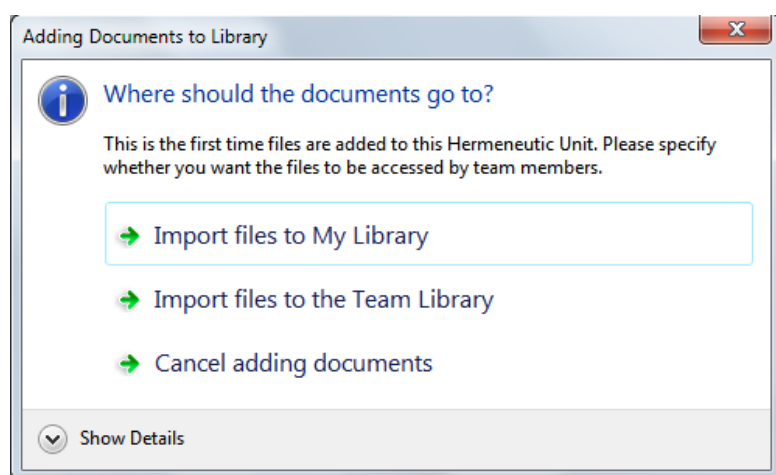 Adding Documents to Library
Where should the documents go to?
This is the first time files are added to this Hermeneutic Unit. Please specify
whether you want the files to be accessed by team members.
Import files to My Library
Import files to the Team Library
Cancel adding documents
Show Details